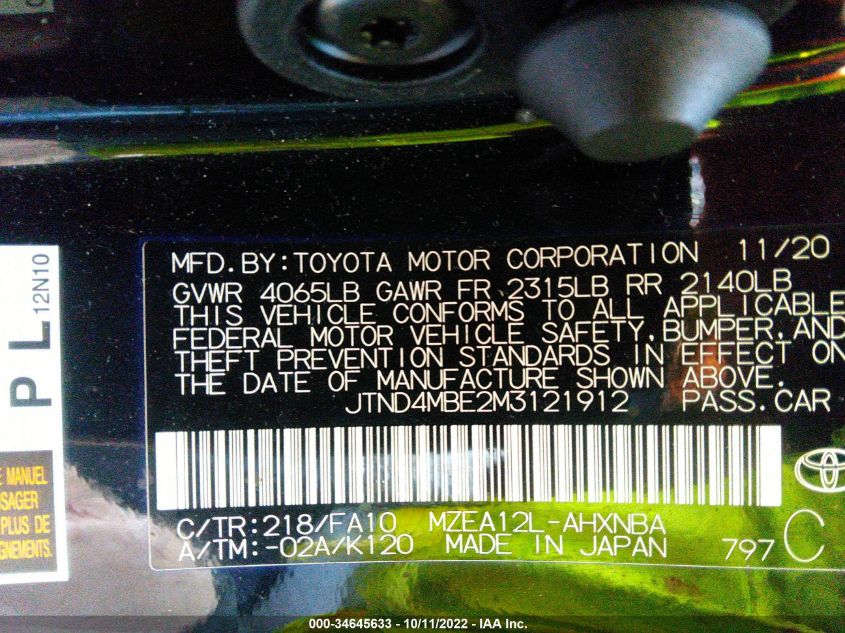 MFD.BY:TOYOTA MOTOR CORPORATION 11/20
GVWR 4065LB GAWR FR 2315LB RR 2140LB
THIS VEHICLE CONFORMS TO ALL APPLICABLE
FEDERAL MOTOR VEHICLE SAFETY,BUMPER,AND
THEFT PREVENTION STANDARDS IN EFFECT ON
THE DATE OF MANUFACTURE SHOWN ABOVE.
JTND4MBE2M3121912 PASS.CAR
C/TR:218/FA10 MZEA12L-AHXNBA
A/TM:-02A/K120 MADE IN JAPAN 797 C
P L 12N10
MANUEL
PLUS DE
000-34645633 - 10/11/2022 - IAA Inc.